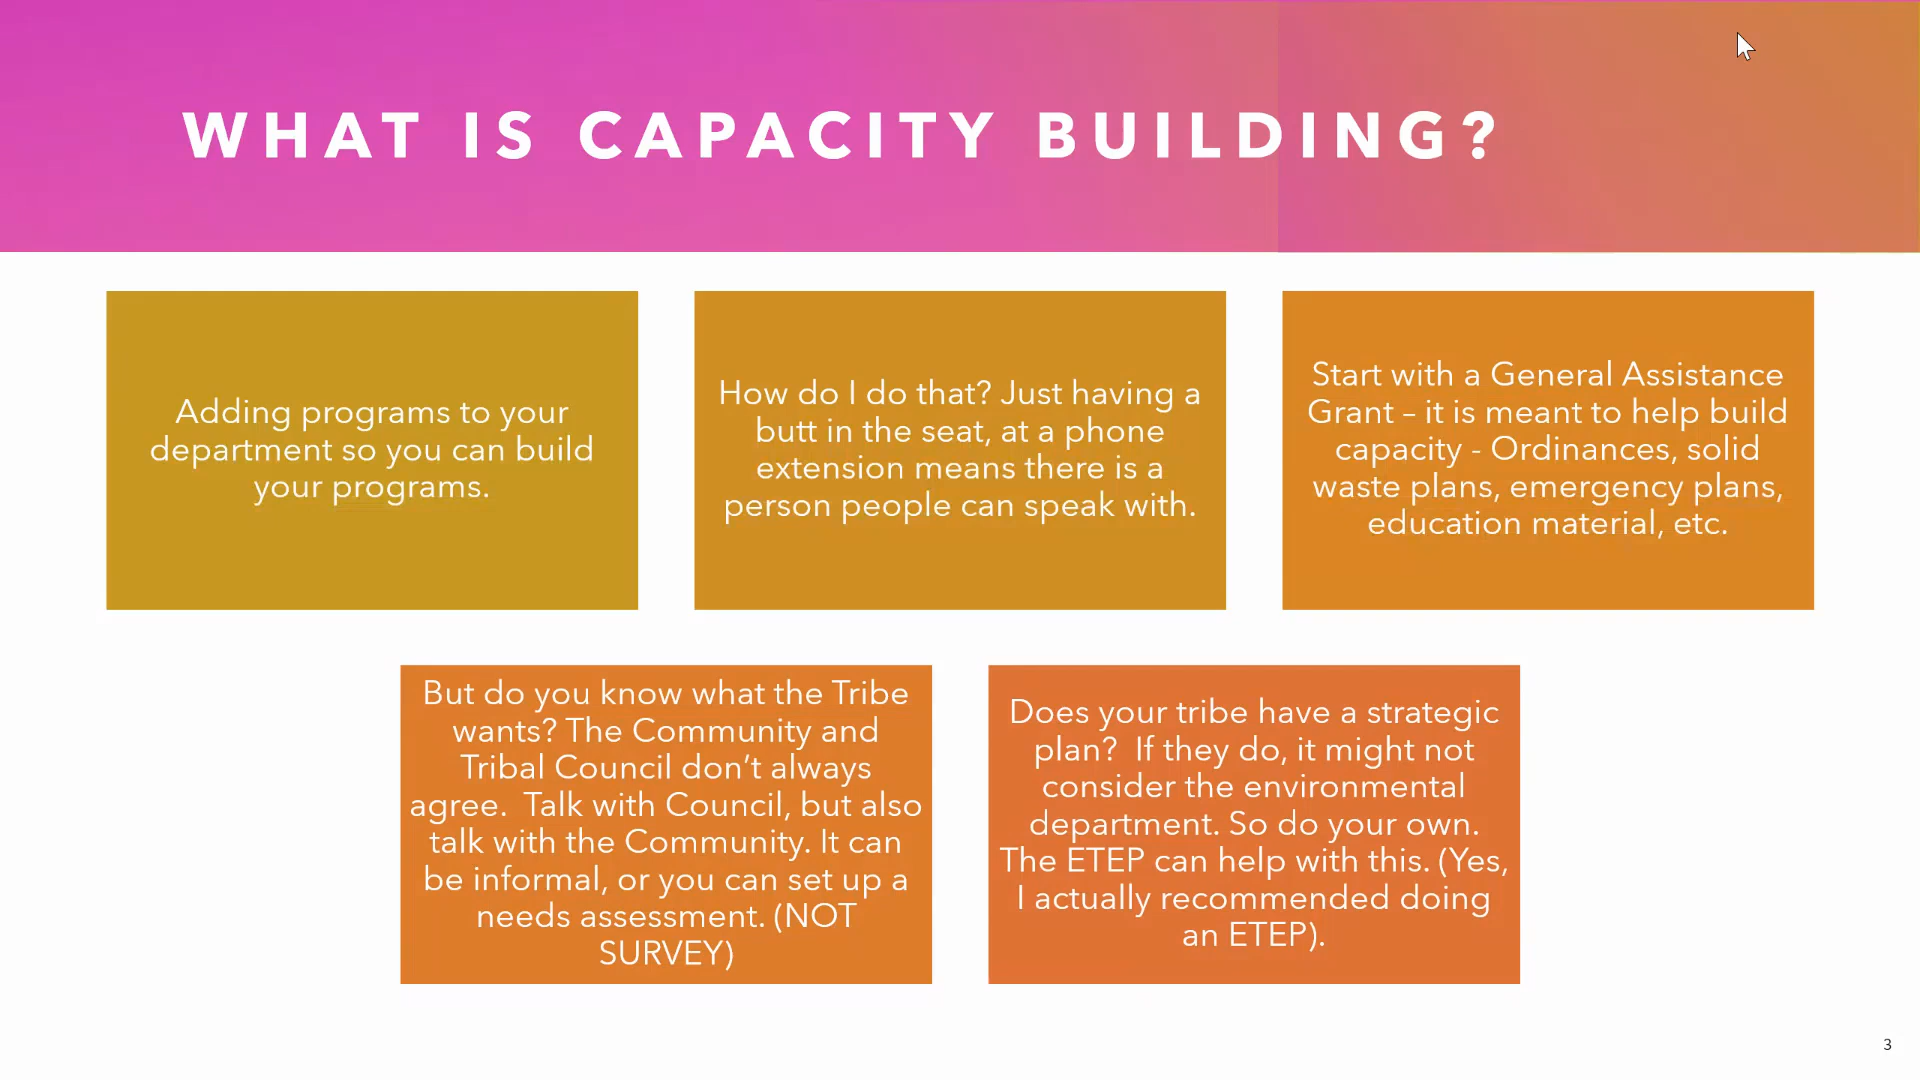 WHAT IS CAPACITY BUILDING?
Adding programs to your
department so you can build
your programs.
How do I do that? Just having a
butt in the seat, at a phone
extension means there is a
person people can speak with.
Start with a General Assistance
Grant – it is meant to help build
capacity - Ordinances, solid
waste plans, emergency plans,
education material, etc.
But do you know what the Tribe
wants? The Community and
Tribal Council don’t always
agree.  Talk with Council, but also
talk with the Community. It can
be informal, or you can set up a
needs assessment. (NOT
SURVEY)
Does your tribe have a strategic
plan?  If they do, it might not
consider the environmental
department. So do your own.
The ETEP can help with this. (Yes,
I actually recommended doing
an ETEP).
3